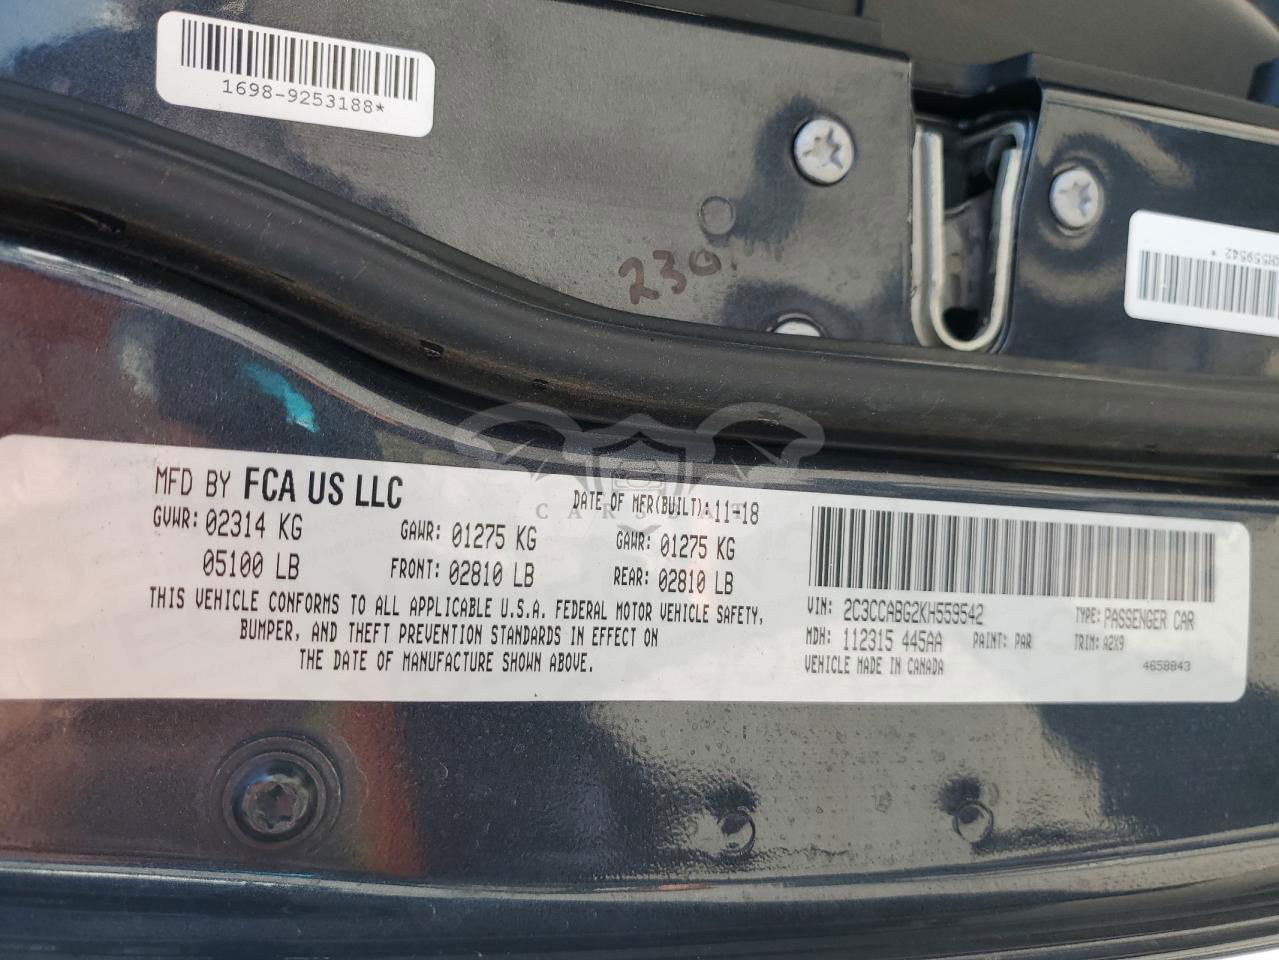 1698-9253188*
230
H559542 *
MFD BY FCA US LLC
DATE OF MFR(BUILT): 11-18
GVWR: 02314 KG
GAWR: 01275 KG
GAWR: 01275 KG
05100 LB
FRONT: 02810 LB
REAR: 02810 LB
THIS VEHICLE CONFORMS TO ALL APPLICABLE U.S.A. FEDERAL MOTOR VEHICLE SAFETY,
BUMPER, AND THEFT PREVENTION STANDARDS IN EFFECT ON
THE DATE OF MANUFACTURE SHOWN ABOVE.
VIN: 2C3CCABG2KH559542
TYPE: PASSENGER CAR
MDH: 112315 445AA
PAINT: PAR
TRIM: A2X9
VEHICLE MADE IN CANADA
4658843